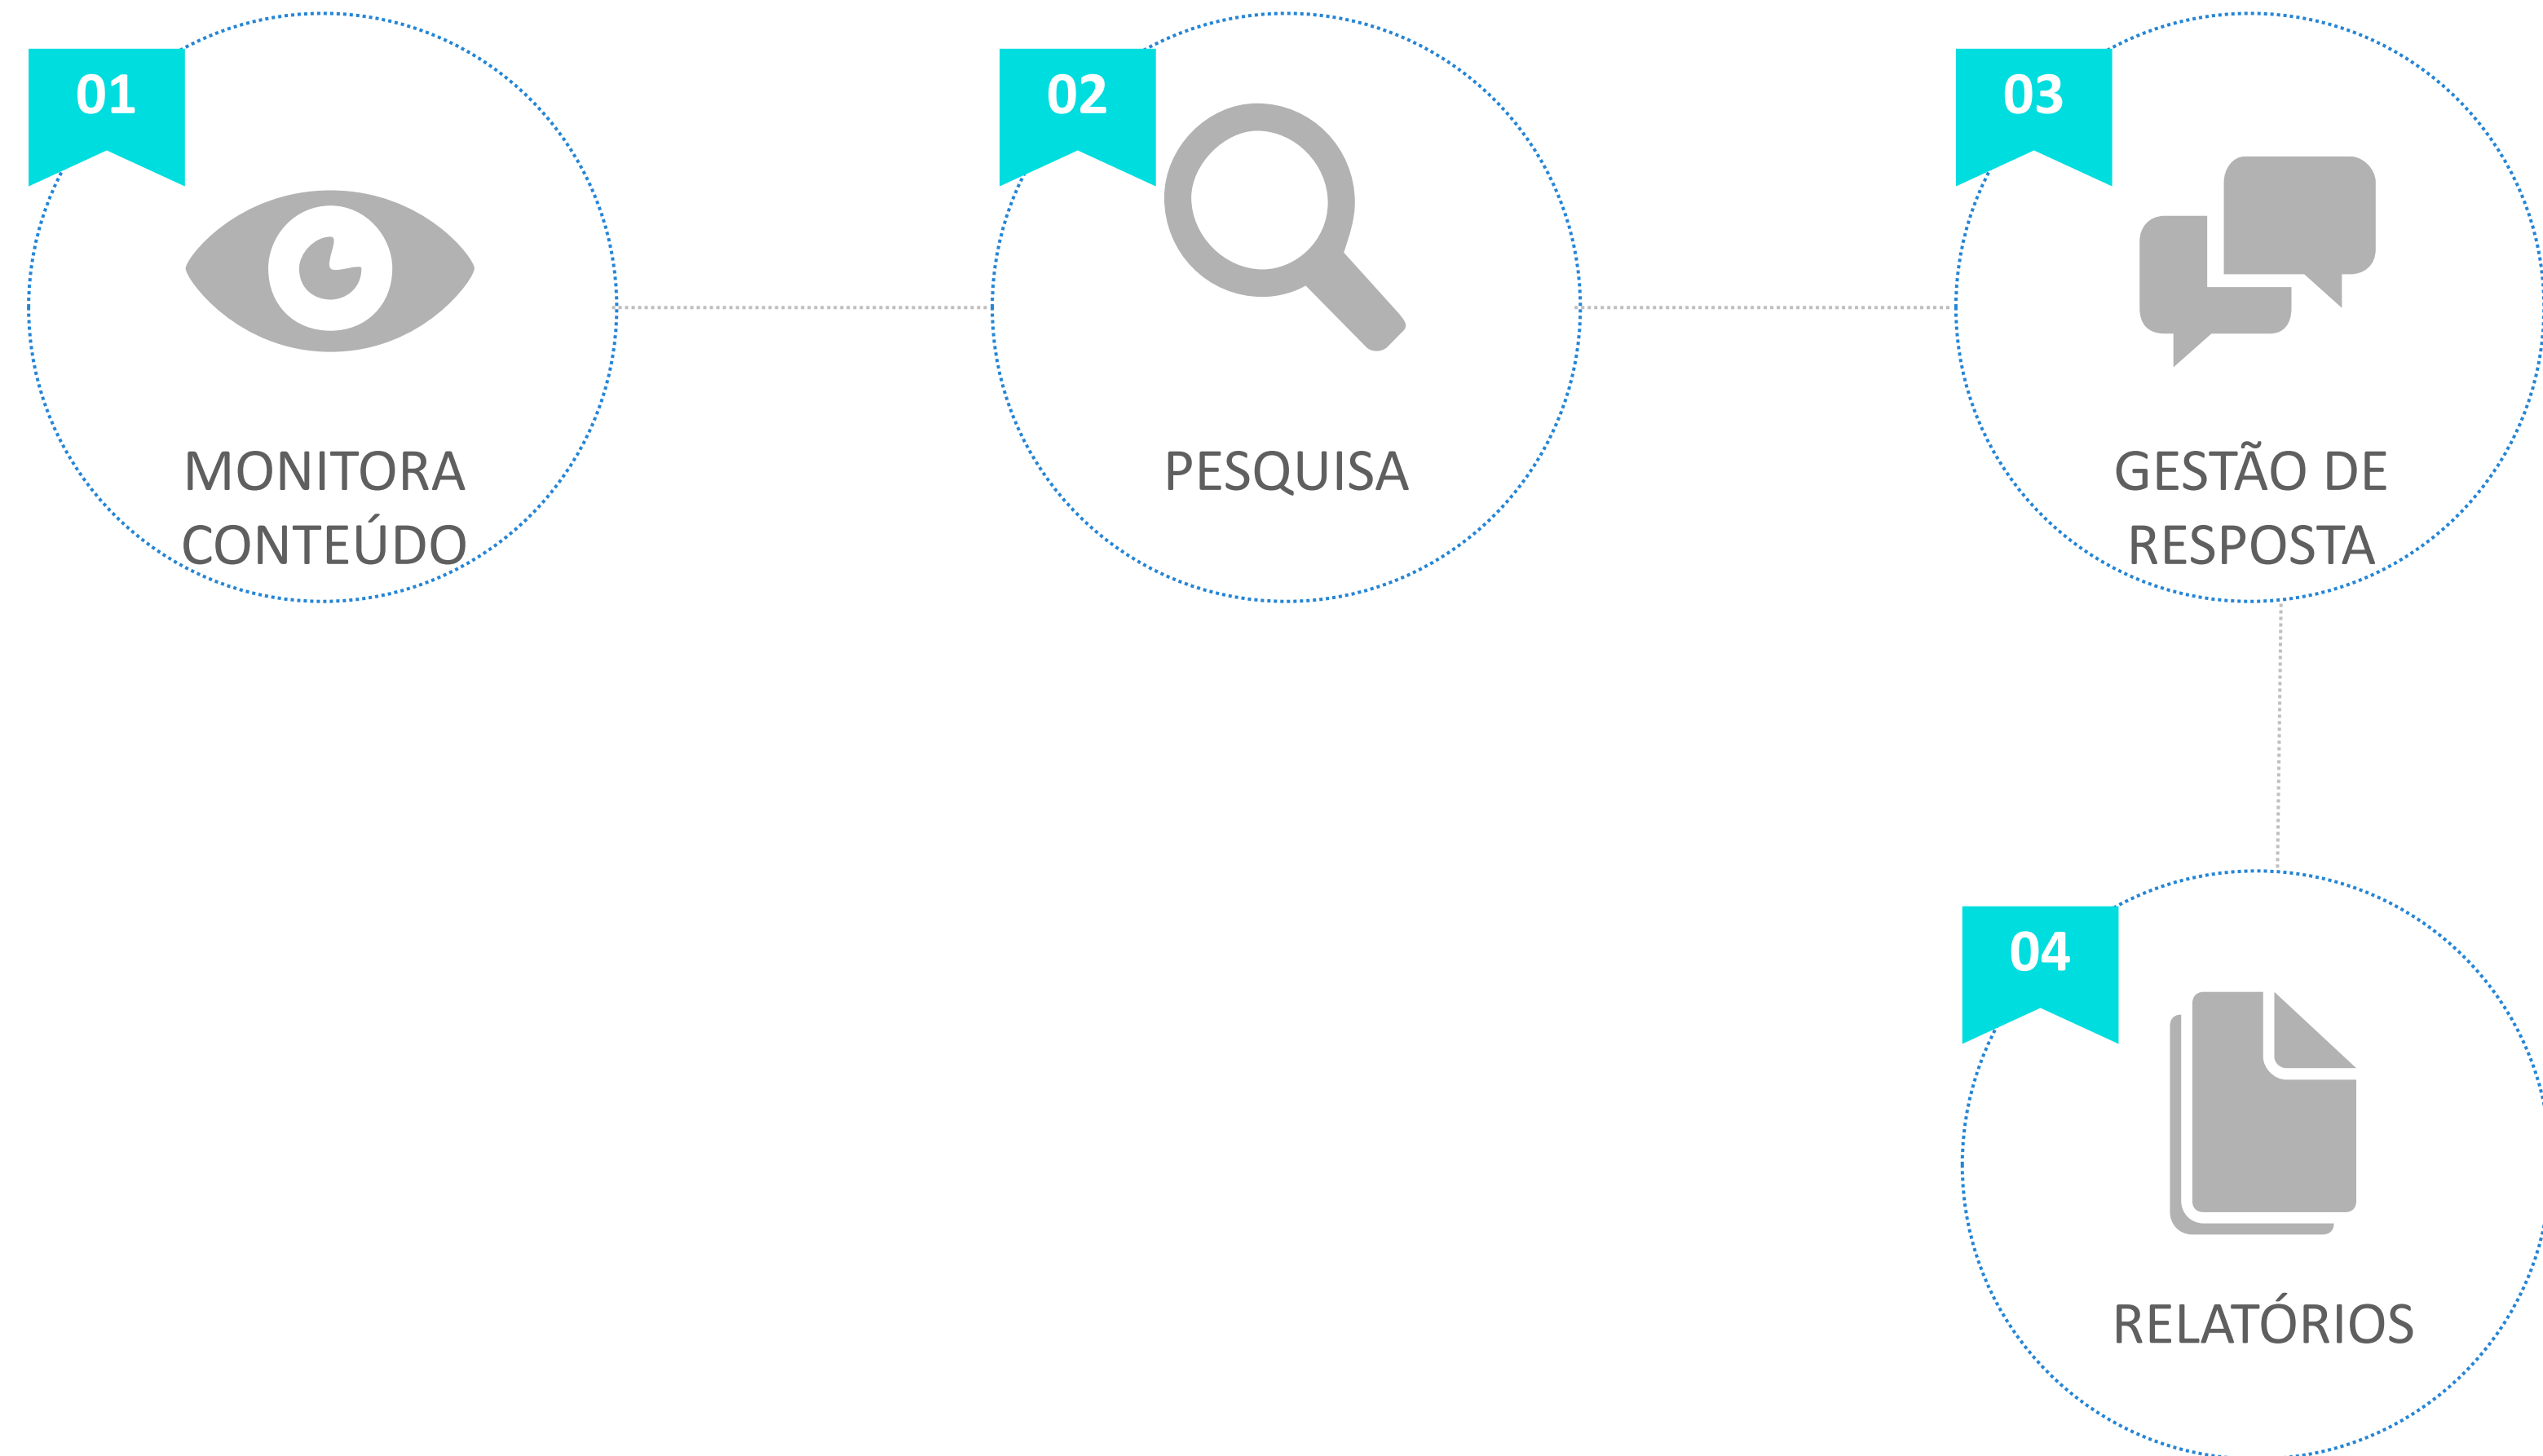 01
MONITORA
CONTEÚDO
02
PESQUISA
03
GESTÃO DE
RESPOSTA
04
RELATÓRIOS